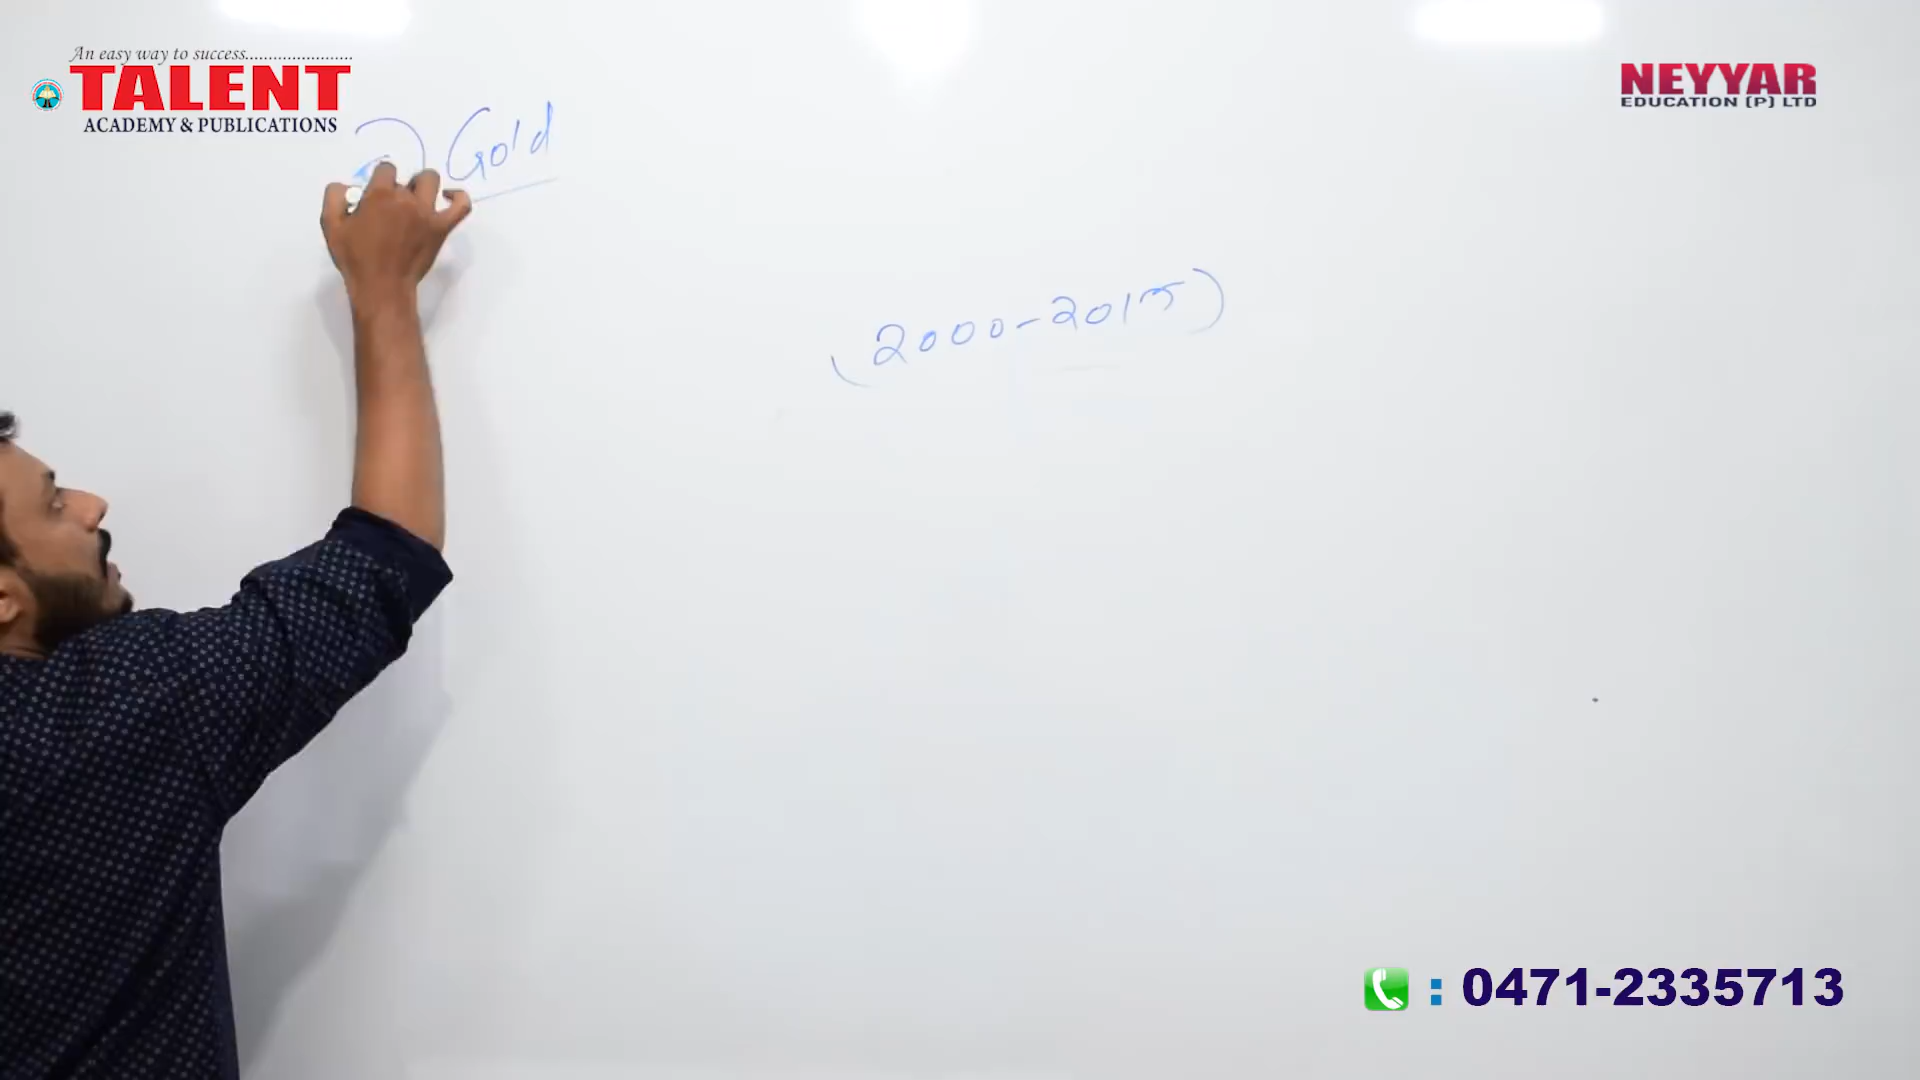 An easy way to success......................
TALENT
ACADEMY & PUBLICATIONS
NEYYAR
EDUCATION (P) LTD
Gold
(2000-2015)
: 0471-2335713